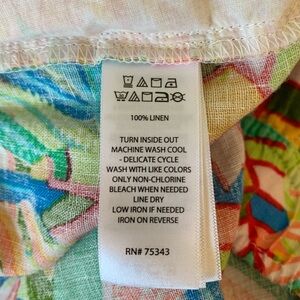 100% LINEN
TURN INSIDE OUT
MACHINE WASH COOL
- DELICATE CYCLE
WASH WITH LIKE COLORS
ONLY NON-CHLORINE
BLEACH WHEN NEEDED
LINE DRY
LOW IRON IF NEEDED
IRON ON REVERSE
RN# 75343